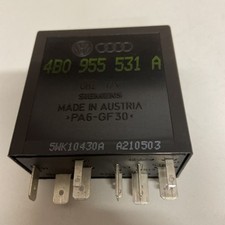 4B0 955 531 A
MADE IN AUSTRIA
>PA6-GF30<
5WK10430A A210503